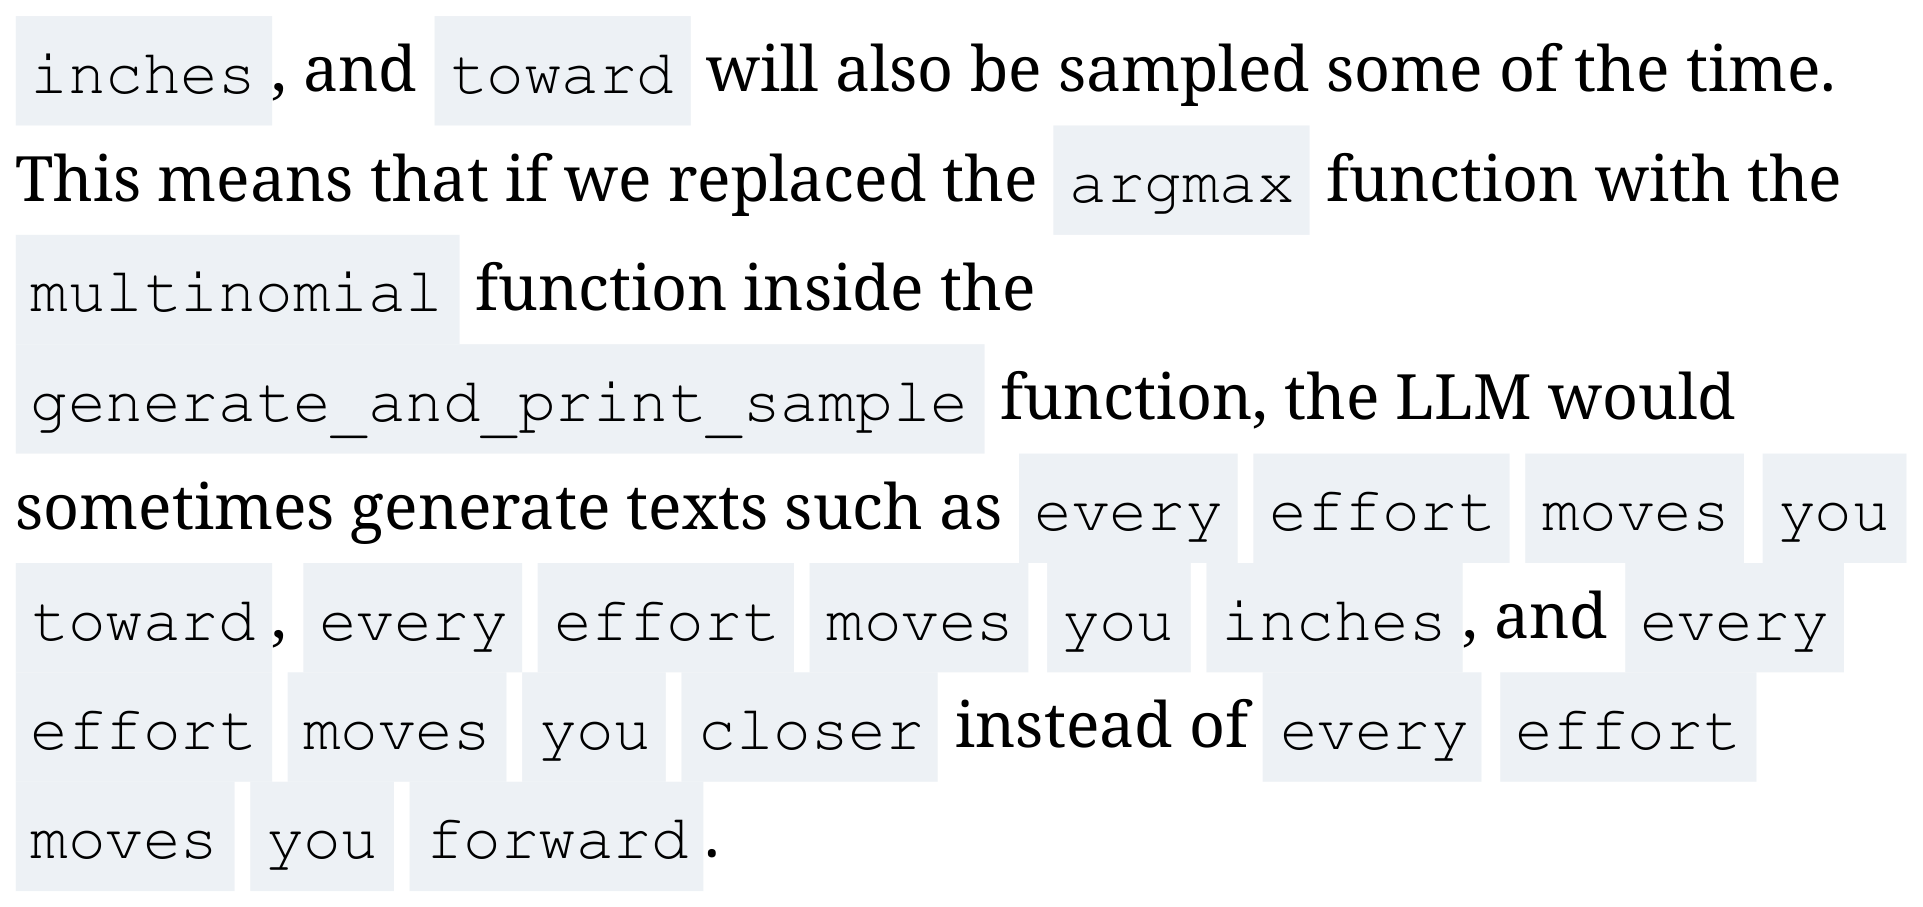 inches, and toward will also be sampled some of the time.
This means that if we replaced the argmax function with the
multinomial function inside the
generate_and_print_sample function, the LLM would
sometimes generate texts such as every effort moves you
toward, every effort moves you inches, and every
effort moves you closer instead of every effort
moves you forward.